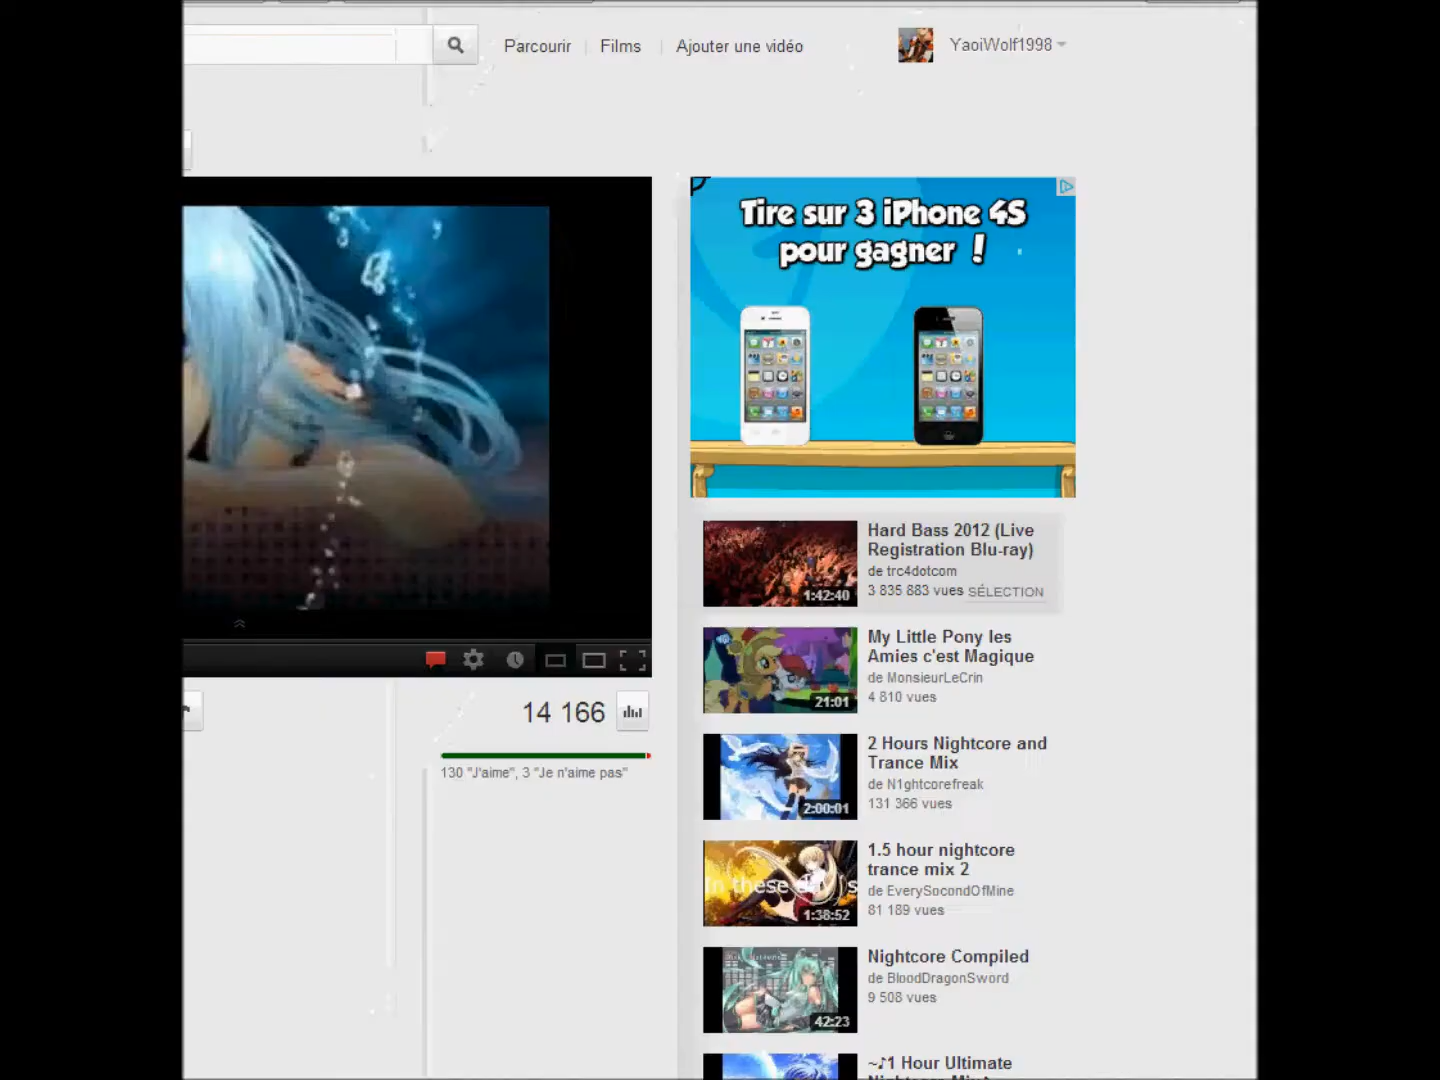 Parcourir
Films
Ajouter une vidéo
YaoiWolf1998
Tire sur 3 iPhone 4S
pour gagner !
Hard Bass 2012 (Live
Registration Blu-ray)
de trc4dotcom
3 835 883 vues SÉLECTION
1:42:40
My Little Pony les
Amies c'est Magique
de MonsieurLeCrin
4 810 vues
21:01
14 166
130 "J'aime", 3 "Je n'aime pas"
2 Hours Nightcore and
Trance Mix
de N1ghtcorefreak
131 366 vues
2:00:01
1.5 hour nightcore
trance mix 2
de EverySocondOfMine
81 189 vues
In these
1:38:52
Nightcore Compiled
de BloodDragonSword
9 508 vues
42:23
~♪1 Hour Ultimate